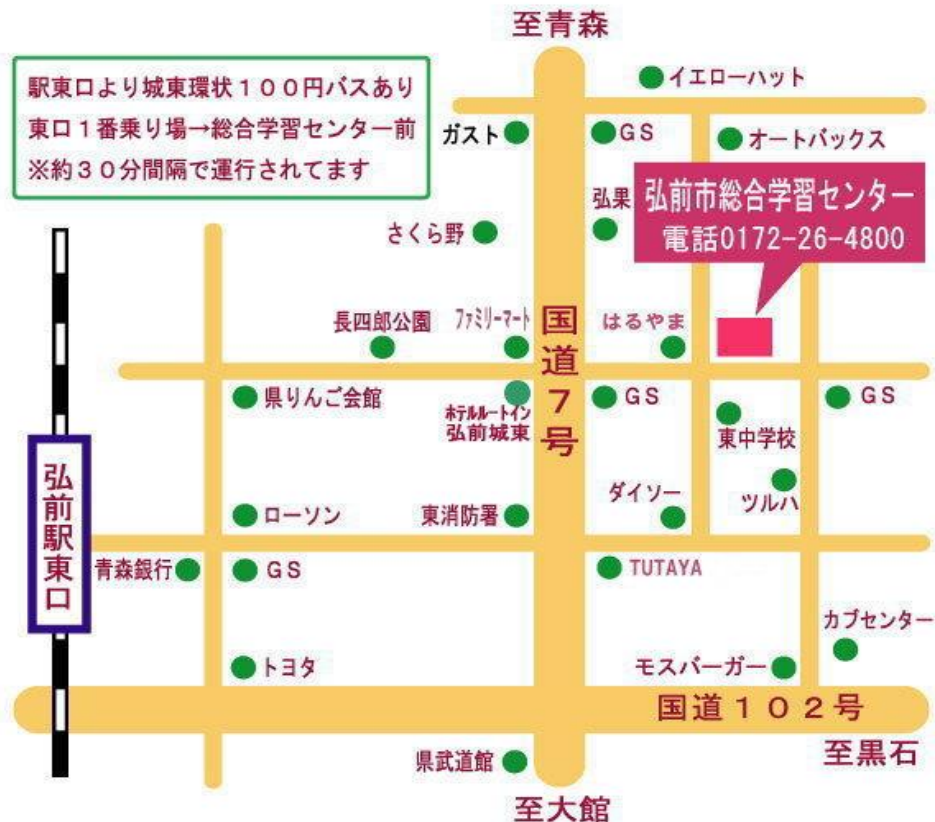 至青森
駅東口より城東環状100円バスあり
東口1番乗り場→総合学習センター前
※約30分間隔で運行されてます
イエローハット
ガスト
GS
オートバックス
弘果
弘前市総合学習センター
電話0172-26-4800
さくら野
長四郎公園
ファミリーマート
国道7号
はるやま
県りんご会館
ホテルルートイン
弘前城東
GS
東中学校
GS
弘前駅東口
ローソン
東消防署
ダイソー
ツルハ
青森銀行
GS
TUTAYA
カブセンター
トヨタ
モスバーガー
国道102号
至黒石
県武道館
至大館